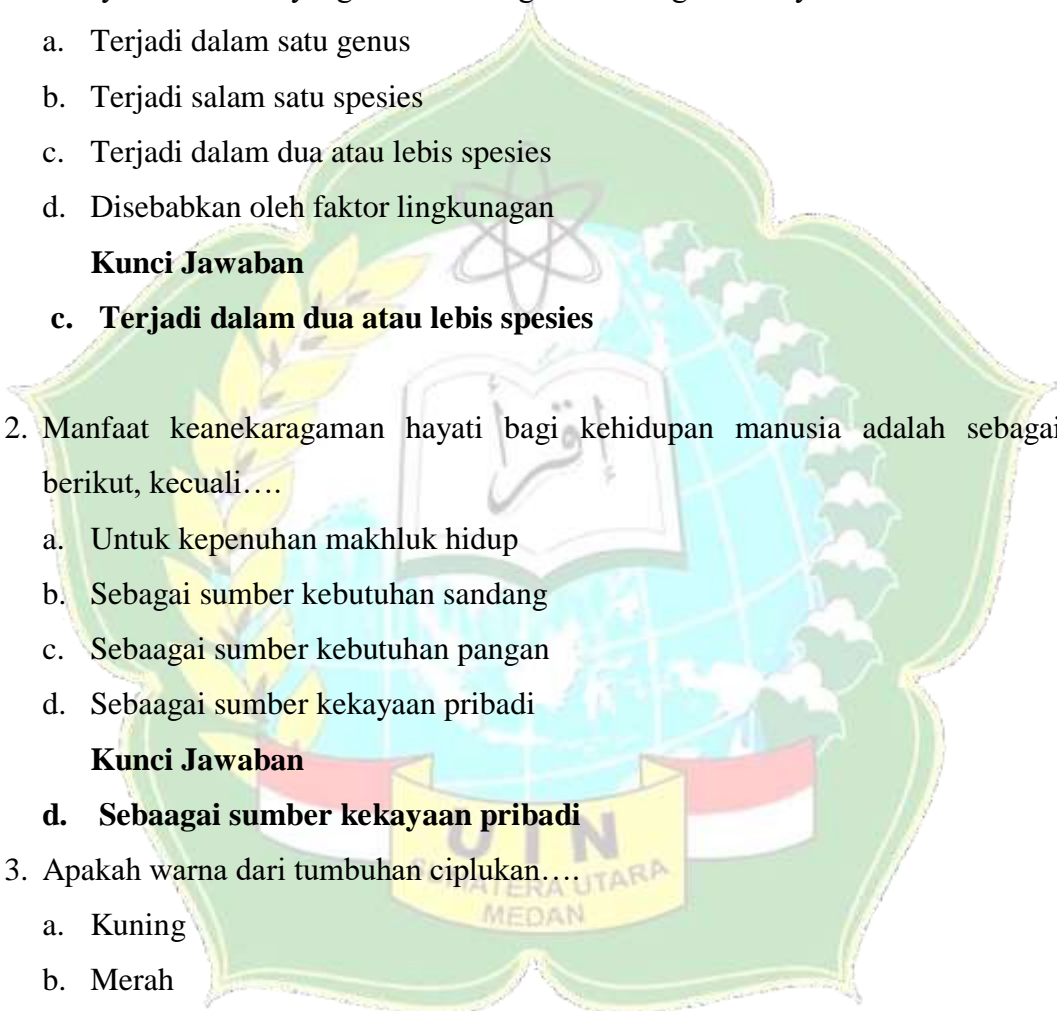 a. Terjadi dalam satu genus
b. Terjadi salam satu spesies
c. Terjadi dalam dua atau lebis spesies
d. Disebabkan oleh faktor lingkunagan
Kunci Jawaban
c. Terjadi dalam dua atau lebis spesies
إقرأ
2. Manfaat keanekaragaman hayati bagi kehidupan manusia adalah sebagai
berikut, kecuali….
a. Untuk kepenuhan makhluk hidup
b. Sebagai sumber kebutuhan sandang
c. Sebaagai sumber kebutuhan pangan
d. Sebaagai sumber kekayaan pribadi
Kunci Jawaban
d. Sebaagai sumber kekayaan pribadi
UIN
SUMATERA UTARA
MEDAN
3. Apakah warna dari tumbuhan ciplukan….
a. Kuning
b. Merah